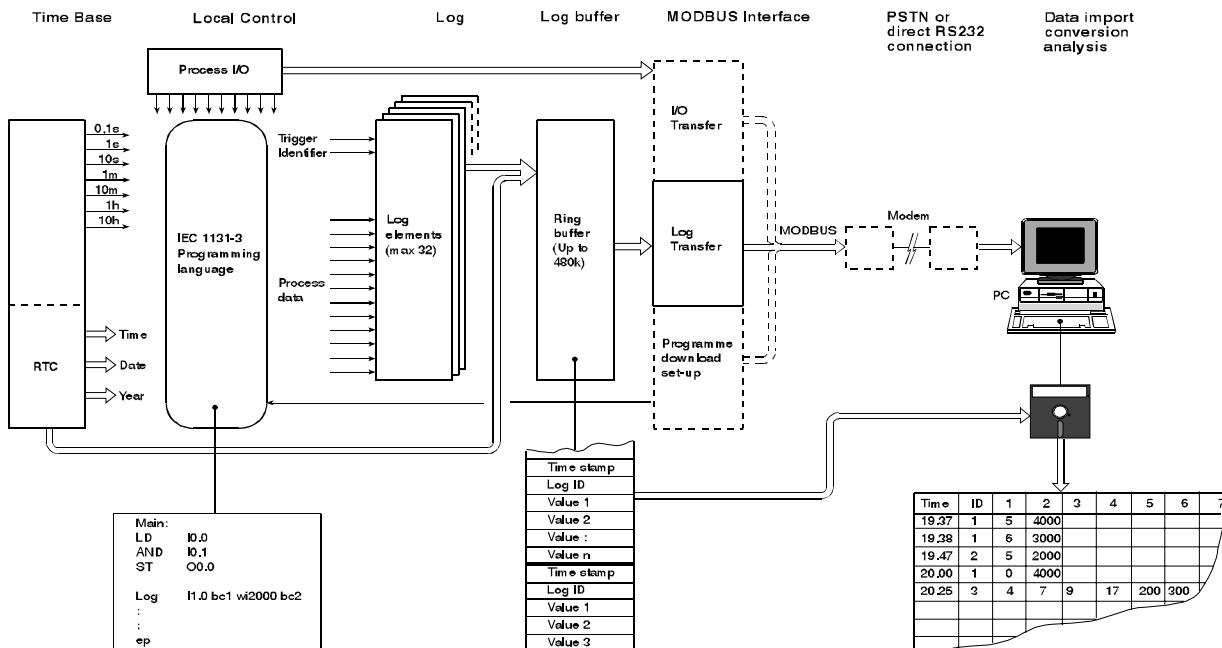 Time Base
Local Control
Log
Log buffer
MODBUS Interface
PSTN or
direct RS232
connection
Data import
conversion
analysis
Process I/O
0,1s
1s
10s
1m
10m
1h
10h
RTC
Time
Date
Year
IEC 1131-3
Programming
language
Trigger
Identifier
Process
data
Log
elements
(max 32)
Ring
buffer
(Up to
480k)
I/O
Transfer
Log
Transfer
Programme
download
set-up
MODBUS
Modem
PC
Main:
LD I0.0
AND I0.1
ST O0.0
Log I1.0 bc1 wi2000 bc2
:
:
ep
Time stamp
Log ID
Value 1
Value 2
Value :
Value n
Time stamp
Log ID
Value 1
Value 2
Value 3
Time ID 1 2 3 4 5 6 7
19.37 1 5 4000
19.38 1 6 3000
19.47 2 5 2000
20.00 1 0 4000
20.25 3 4 7 9 17 200 300